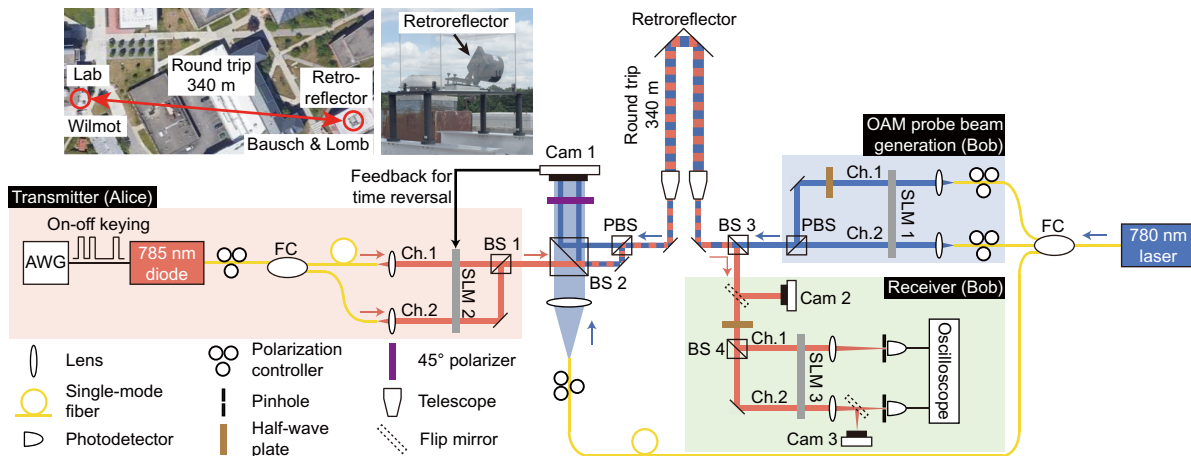 Lab
Round trip
340 m
Retro-
reflector
Wilmot
Bausch & Lomb
Retroreflector
Retroreflector
Round trip
340 m
Cam 1
Feedback for
time reversal
Transmitter (Alice)
On-off keying
AWG
785 nm
diode
FC
Ch.1
Ch.2
SLM 2
BS 1
BS 2
PBS
BS 3
OAM probe beam
generation (Bob)
PBS
Ch.1
Ch.2
SLM 1
FC
780 nm
laser
Receiver (Bob)
Cam 2
BS 4
Ch.1
Ch.2
SLM 3
Cam 3
Oscilloscope
Lens
Single-mode
fiber
Photodetector
Polarization
controller
Pinhole
Half-wave
plate
45° polarizer
Telescope
Flip mirror